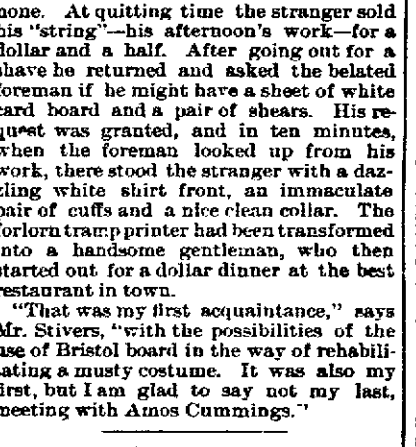 none. At quitting time the stranger sold
his "string"—his afternoon's work—for a
dollar and a half. After going out for a
shave he returned and asked the belated
foreman if he might have a sheet of white
card board and a pair of shears. His re-
quest was granted, and in ten minutes,
when the foreman looked up from his
work, there stood the stranger with a daz-
zling white shirt front, an immaculate
pair of cuffs and a nice clean collar. The
forlorn tramp printer had been transformed
into a handsome gentleman, who then
started out for a dollar dinner at the best
restaurant in town.
"That was my first acquaintance," says
Mr. Stivers, "with the possibilities of the
use of Bristol board in the way of rehabili-
tating a musty costume. It was also my
first, but I am glad to say not my last,
meeting with Amos Cummings."